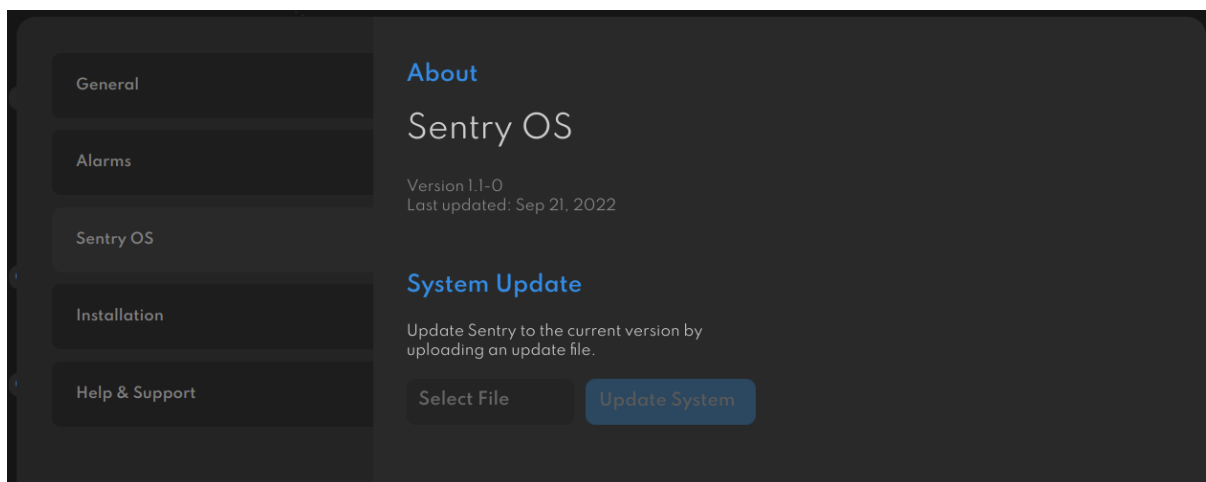 General
Alarms
Sentry OS
Installation
Help & Support
About
Sentry OS
Version 1.1-0
Last updated: Sep 21, 2022
System Update
Update Sentry to the current version by
uploading an update file.
Select File
Update System